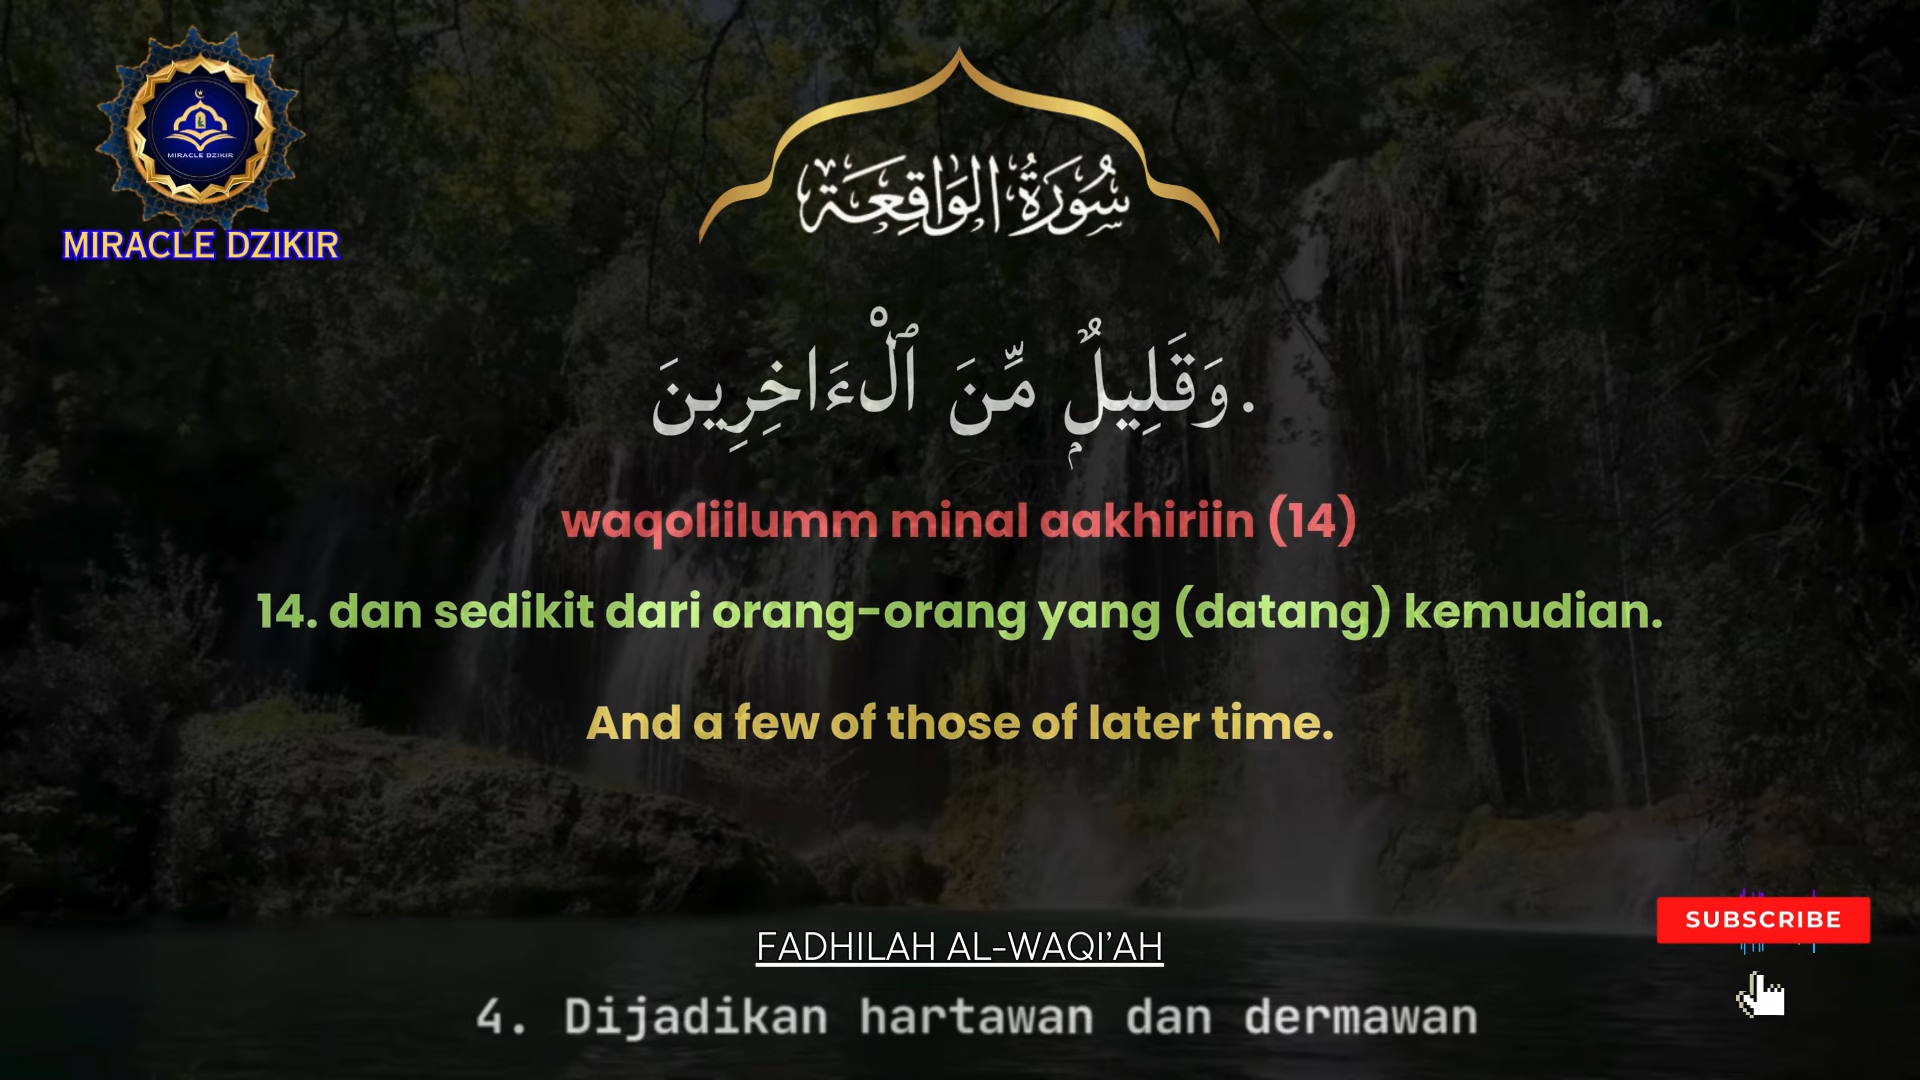 MIRACLE DZIKIR
MIRACLE DZIKIR
سُورَةُ الوَاقِعَة
وَقَلِيلٌۭ مِّنَ ٱلْءَاخِرِينَ.
waqoliilumm minal aakhiriin (14)
14. dan sedikit dari orang-orang yang (datang) kemudian.
And a few of those of later time.
SUBSCRIBE
FADHILAH AL-WAQI'AH
4. Dijadikan hartawan dan dermawan